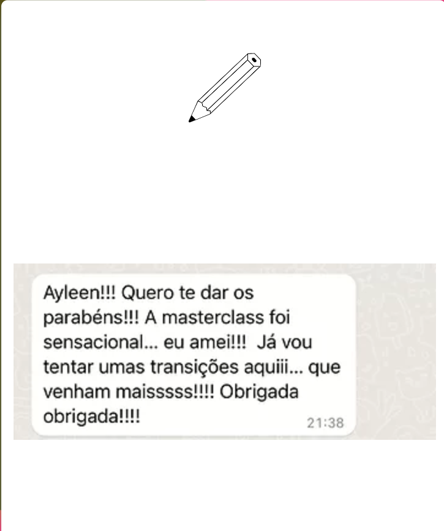 Ayleen!!! Quero te dar os
parabéns!!! A masterclass foi
sensacional... eu amei!!!  Já vou
tentar umas transições aquiii... que
venham maisssss!!!! Obrigada
obrigada!!!!
21:38